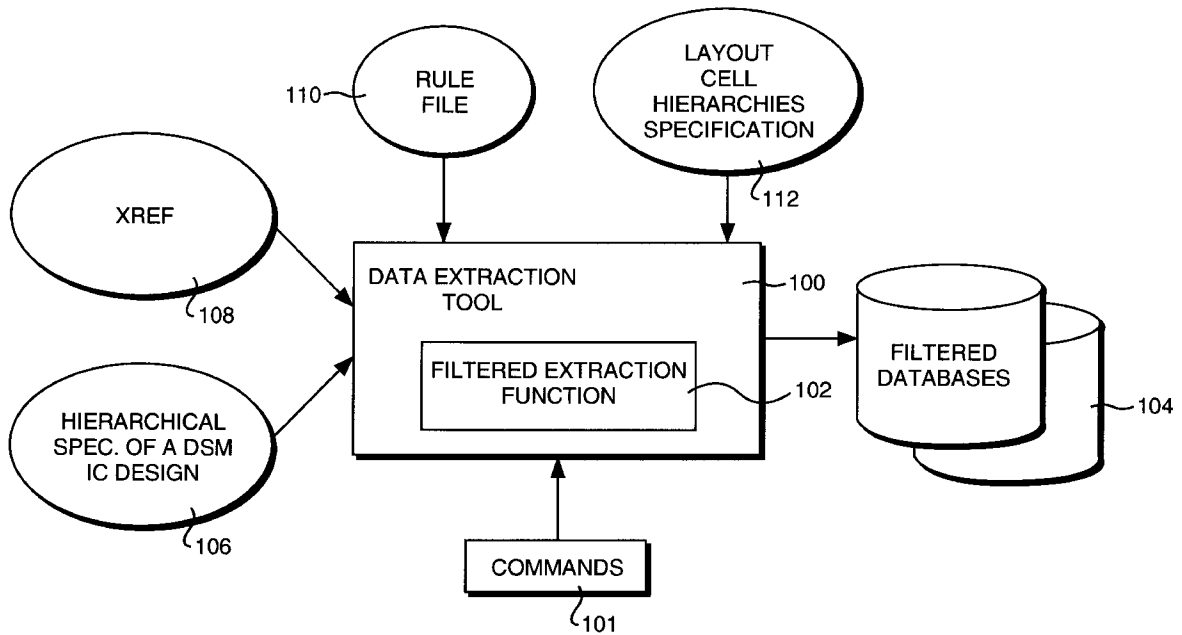 RULE
FILE
110
LAYOUT
CELL
HIERARCHIES
SPECIFICATION
112
XREF
108
DATA EXTRACTION
TOOL
100
FILTERED EXTRACTION
FUNCTION
102
FILTERED
DATABASES
104
HIERARCHICAL
SPEC. OF A DSM
IC DESIGN
106
COMMANDS
101